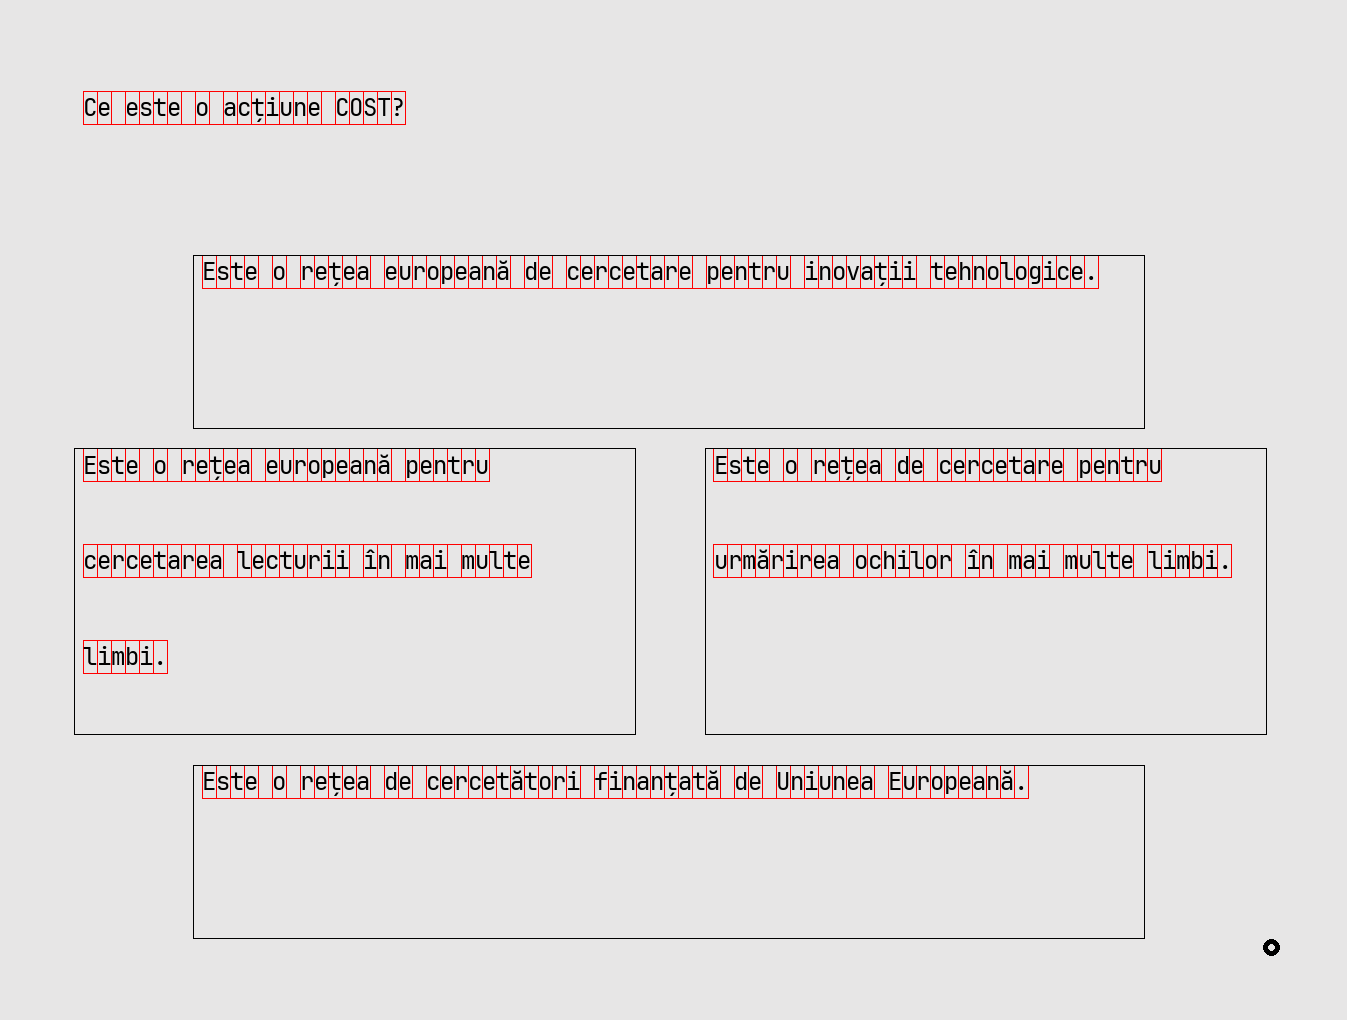 Ce este o acțiune COST?
Este o rețea europeană de cercetare pentru inovații tehnologice.
Este o rețea europeană pentru
cercetarea lecturii în mai multe
limbi.
Este o rețea de cercetare pentru
urmărirea ochilor în mai multe limbi.
Este o rețea de cercetători finanțată de Uniunea Europeană.